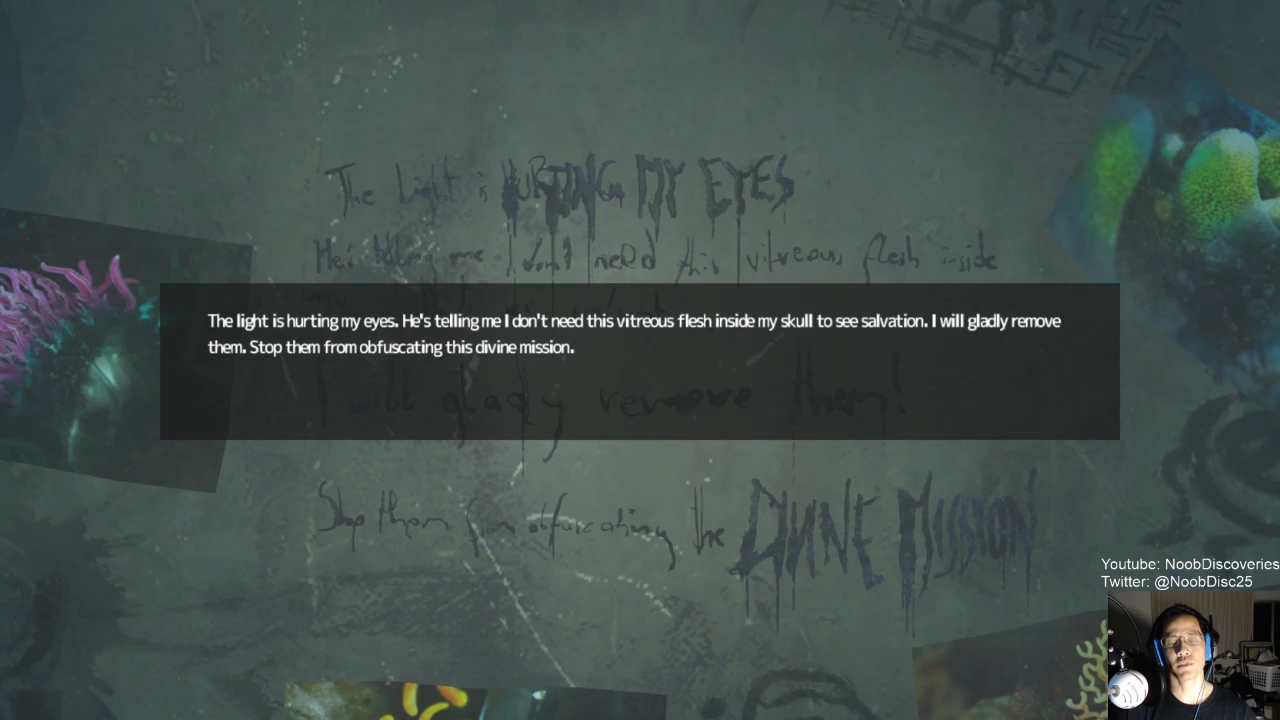 The Light is HURTING MY EYES
He's telling me I don't need this vitreous flesh inside
The light is hurting my eyes. He's telling me I don't need this vitreous flesh inside my skull to see salvation. I will gladly remove
them. Stop them from obfuscating this divine mission.
I will gladly remove them!
Stop them from obfuscating the DIVINE MISSION
Youtube: NoobDiscoveries
Twitter: @NoobDisc25